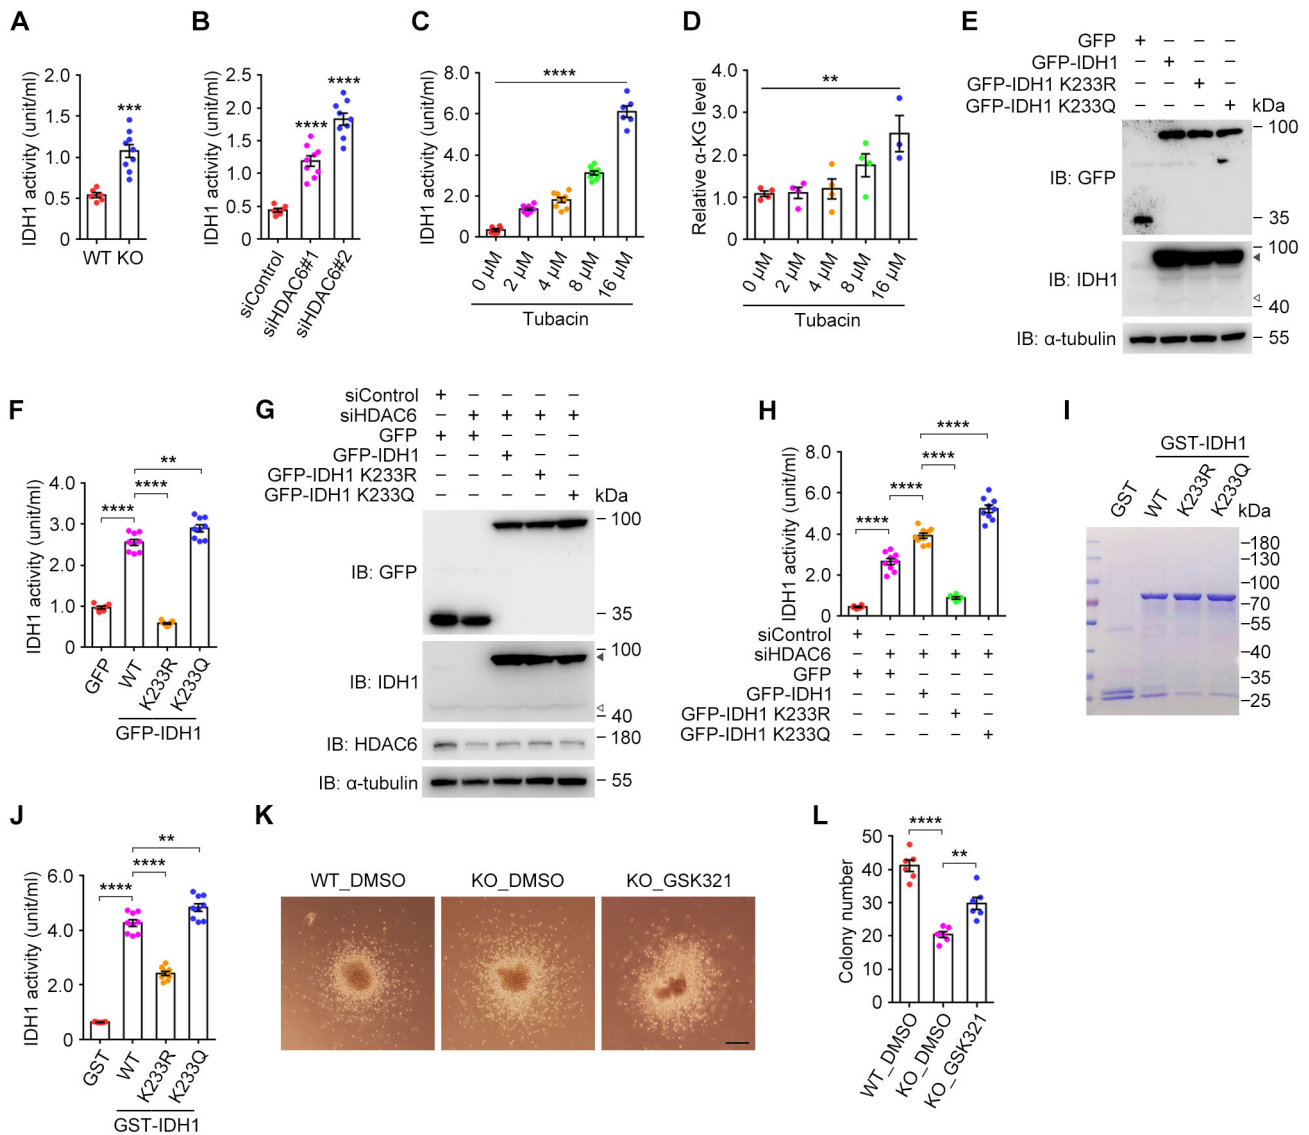 A
IDH1 activity (unit/ml)
2.0
1.5
1.0
0.5
0
***
WT KO
B
IDH1 activity (unit/ml)
2.5
2.0
1.5
1.0
0.5
0
****
****
siControl
siHDAC6#1
siHDAC6#2
C
IDH1 activity (unit/ml)
8.0
6.0
4.0
2.0
0
****
0 μM
2 μM
4 μM
8 μM
16 μM
Tubacin
D
Relative α-KG level
4.0
3.0
2.0
1.0
0
**
0 μM
2 μM
4 μM
8 μM
16 μM
Tubacin
E
GFP + − − −
GFP-IDH1 − + − −
GFP-IDH1 K233R − − + −
GFP-IDH1 K233Q − − − + kDa
IB: GFP
100
35
IB: IDH1
100
40
IB: α-tubulin
55
F
IDH1 activity (unit/ml)
4.0
3.0
2.0
1.0
0
**
****
****
GFP
WT
K233R
K233Q
GFP-IDH1
G
siControl + − − − −
siHDAC6 − + + + +
GFP + + − − −
GFP-IDH1 − − + − −
GFP-IDH1 K233R − − − + −
GFP-IDH1 K233Q − − − − + kDa
IB: GFP
100
35
IB: IDH1
100
40
IB: HDAC6
180
IB: α-tubulin
55
H
IDH1 activity (unit/ml)
8.0
6.0
4.0
2.0
0
****
****
****
****
siControl + − − − −
siHDAC6 − + + + +
GFP + + − − −
GFP-IDH1 − − + − −
GFP-IDH1 K233R − − − + −
GFP-IDH1 K233Q − − − − +
I
GST-IDH1
GST
WT
K233R
K233Q
kDa
180
130
100
70
55
40
35
25
J
IDH1 activity (unit/ml)
6.0
4.0
2.0
0
**
****
****
GST
WT
K233R
K233Q
GST-IDH1
K
WT_DMSO
KO_DMSO
KO_GSK321
L
Colony number
50
40
30
20
10
0
****
**
WT_DMSO
KO_DMSO
KO_GSK321